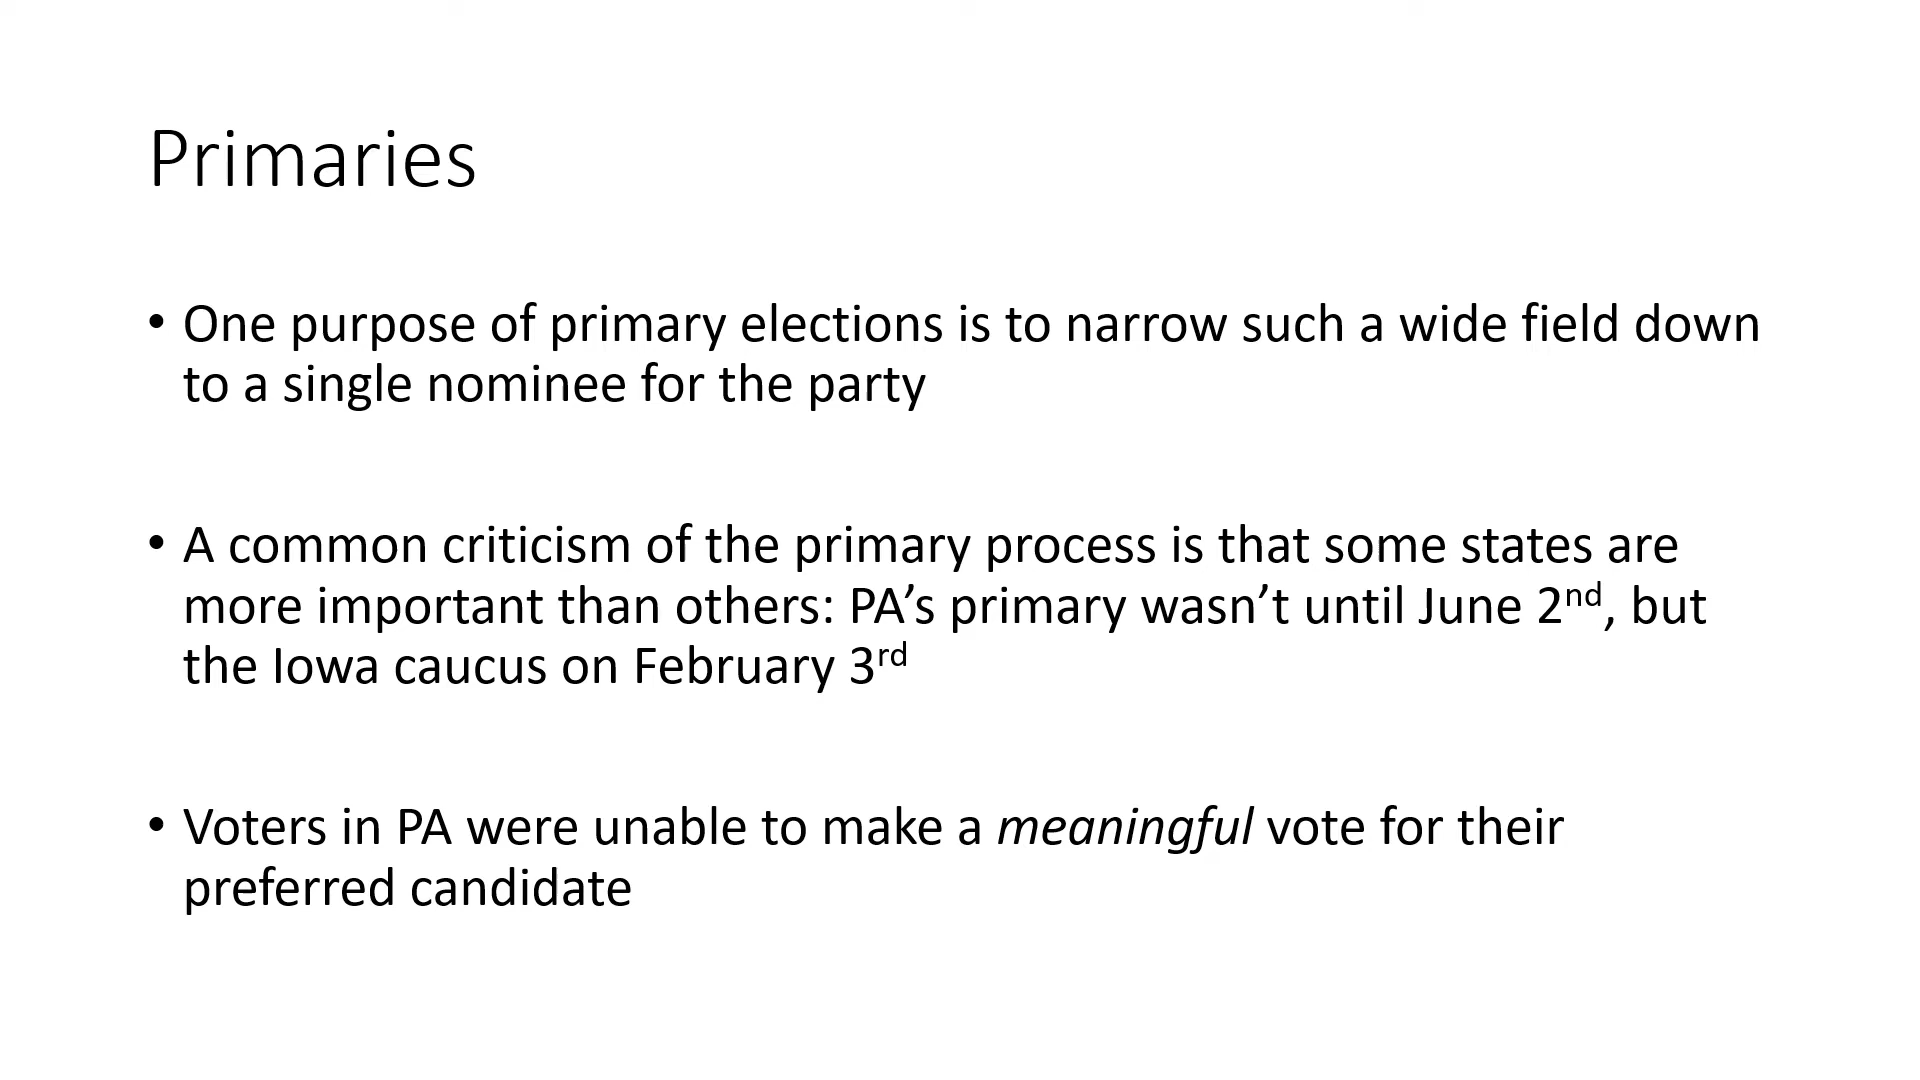 Primaries
• One purpose of primary elections is to narrow such a wide field down
to a single nominee for the party
• A common criticism of the primary process is that some states are
more important than others: PA’s primary wasn’t until June 2nd, but
the Iowa caucus on February 3rd
• Voters in PA were unable to make a meaningful vote for their
preferred candidate